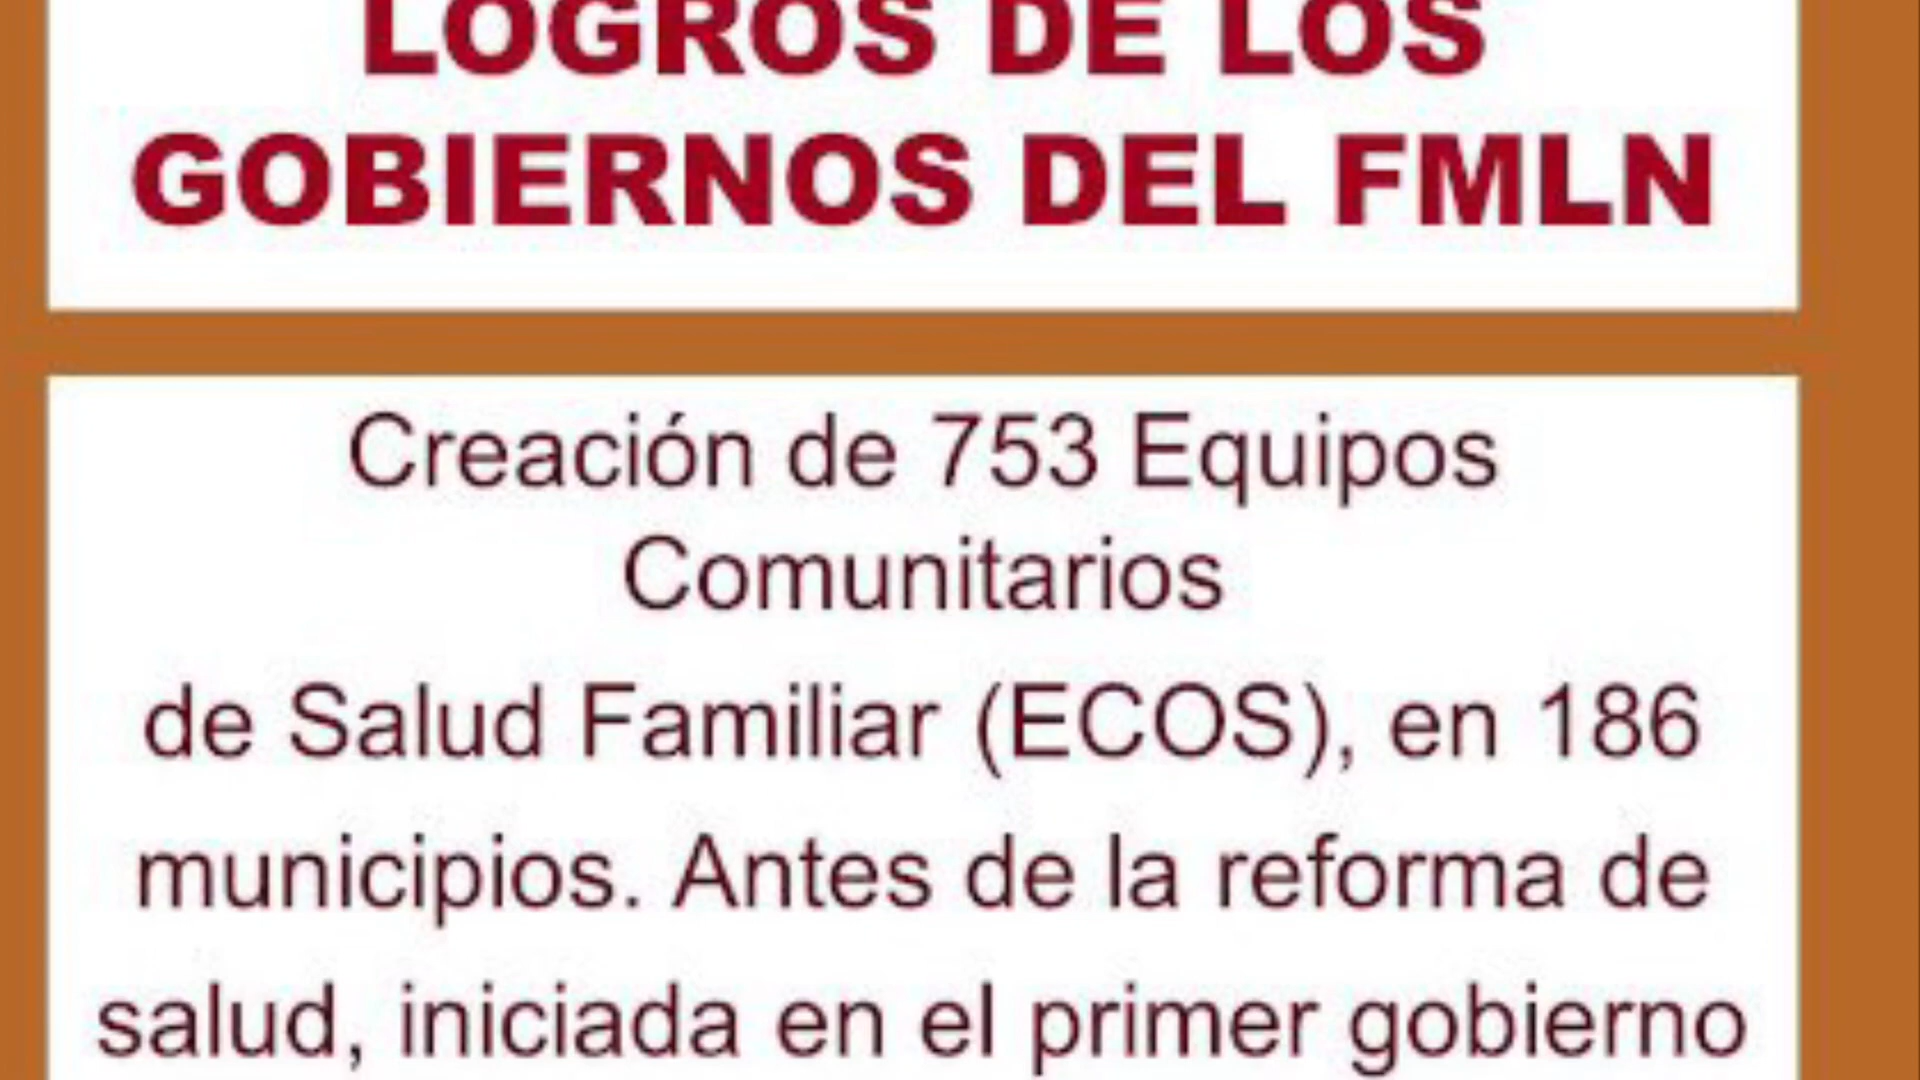 LOGROS DE LOS
GOBIERNOS DEL FMLN
Creación de 753 Equipos
Comunitarios
de Salud Familiar (ECOS), en 186
municipios. Antes de la reforma de
salud, iniciada en el primer gobierno